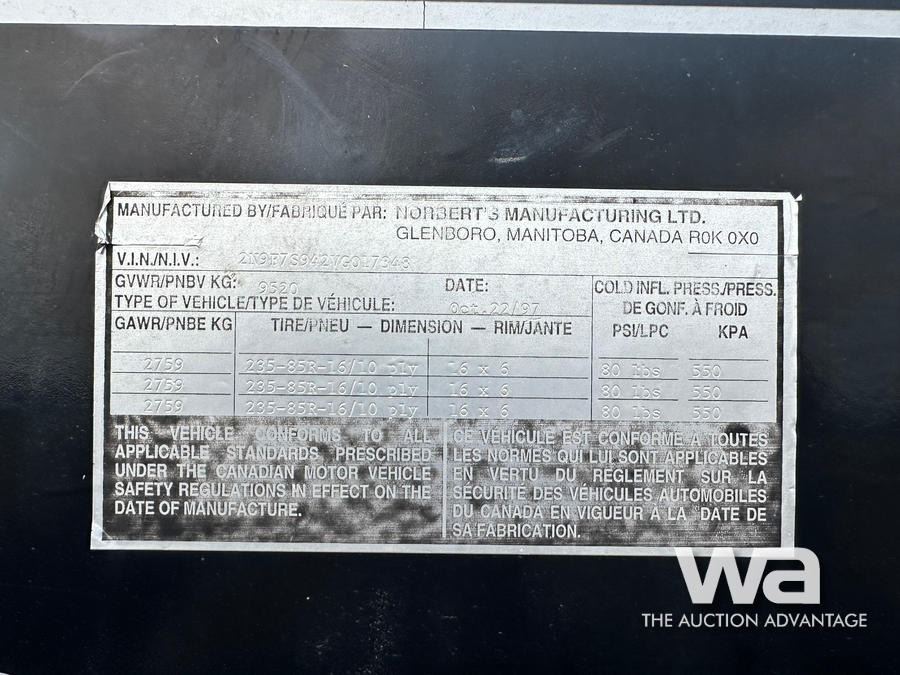 MANUFACTURED BY/FABRIQUÉ PAR: NORBERT'S MANUFACTURING LTD.
GLENBORO, MANITOBA, CANADA R0K 0X0
V.I.N./N.I.V.:
GVWR/PNBV KG: 9520 DATE: Oct.22/97
TYPE OF VEHICLE/TYPE DE VÉHICULE:
COLD INFL. PRESS./PRESS.
DE GONF. À FROID
GAWR/PNBE KG TIRE/PNEU — DIMENSION — RIM/JANTE PSI/LPC KPA
2759 235-85R-16/10 ply 16 x 6 80 lbs 550
2759 235-85R-16/10 ply 16 x 6 80 lbs 550
2759 235-85R-16/10 ply 16 x 6 80 lbs 550
THIS VEHICLE CONFORMS TO ALL
APPLICABLE STANDARDS PRESCRIBED
UNDER THE CANADIAN MOTOR VEHICLE
SAFETY REGULATIONS IN EFFECT ON THE
DATE OF MANUFACTURE.
CE VÉHICULE EST CONFORME À TOUTES
LES NORMES QUI LUI SONT APPLICABLES
EN VERTU DU RÈGLEMENT SUR LA
SÉCURITÉ DES VÉHICULES AUTOMOBILES
DU CANADA EN VIGUEUR À LA DATE DE
SA FABRICATION.
wa
THE AUCTION ADVANTAGE